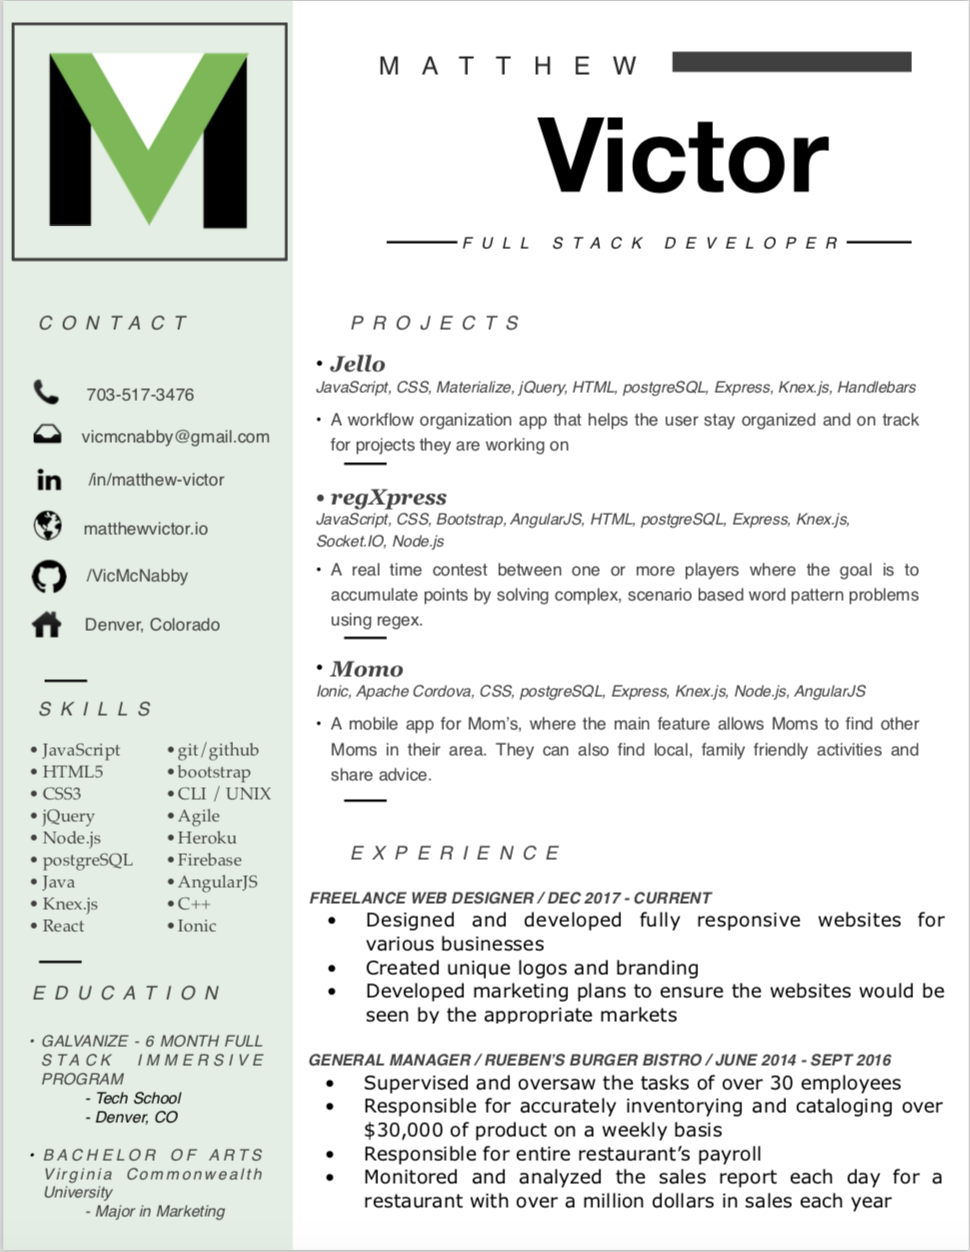 M
MATTHEW
Victor
FULL STACK DEVELOPER
CONTACT
703-517-3476
vicmcnabby@gmail.com
in /in/matthew-victor
matthewvictor.io
/VicMcNabby
Denver, Colorado
SKILLS
• JavaScript
• HTML5
• CSS3
• jQuery
• Node.js
• postgreSQL
• Java
• Knex.js
• React
• git/github
• bootstrap
• CLI / UNIX
• Agile
• Heroku
• Firebase
• AngularJS
• C++
• Ionic
EDUCATION
• GALVANIZE - 6 MONTH FULL
STACK IMMERSIVE
PROGRAM
- Tech School
- Denver, CO
• BACHELOR OF ARTS
Virginia Commonwealth
University
- Major in Marketing
PROJECTS
• Jello
JavaScript, CSS, Materialize, jQuery, HTML, postgreSQL, Express, Knex.js, Handlebars
• A workflow organization app that helps the user stay organized and on track
for projects they are working on
• regXpress
JavaScript, CSS, Bootstrap, AngularJS, HTML, postgreSQL, Express, Knex.js,
Socket.IO, Node.js
• A real time contest between one or more players where the goal is to
accumulate points by solving complex, scenario based word pattern problems
using regex.
• Momo
Ionic, Apache Cordova, CSS, postgreSQL, Express, Knex.js, Node.js, AngularJS
• A mobile app for Mom's, where the main feature allows Moms to find other
Moms in their area. They can also find local, family friendly activities and
share advice.
EXPERIENCE
FREELANCE WEB DESIGNER / DEC 2017 - CURRENT
• Designed and developed fully responsive websites for
various businesses
• Created unique logos and branding
• Developed marketing plans to ensure the websites would be
seen by the appropriate markets
GENERAL MANAGER / RUEBEN'S BURGER BISTRO / JUNE 2014 - SEPT 2016
• Supervised and oversaw the tasks of over 30 employees
• Responsible for accurately inventorying and cataloging over
$30,000 of product on a weekly basis
• Responsible for entire restaurant's payroll
• Monitored and analyzed the sales report each day for a
restaurant with over a million dollars in sales each year